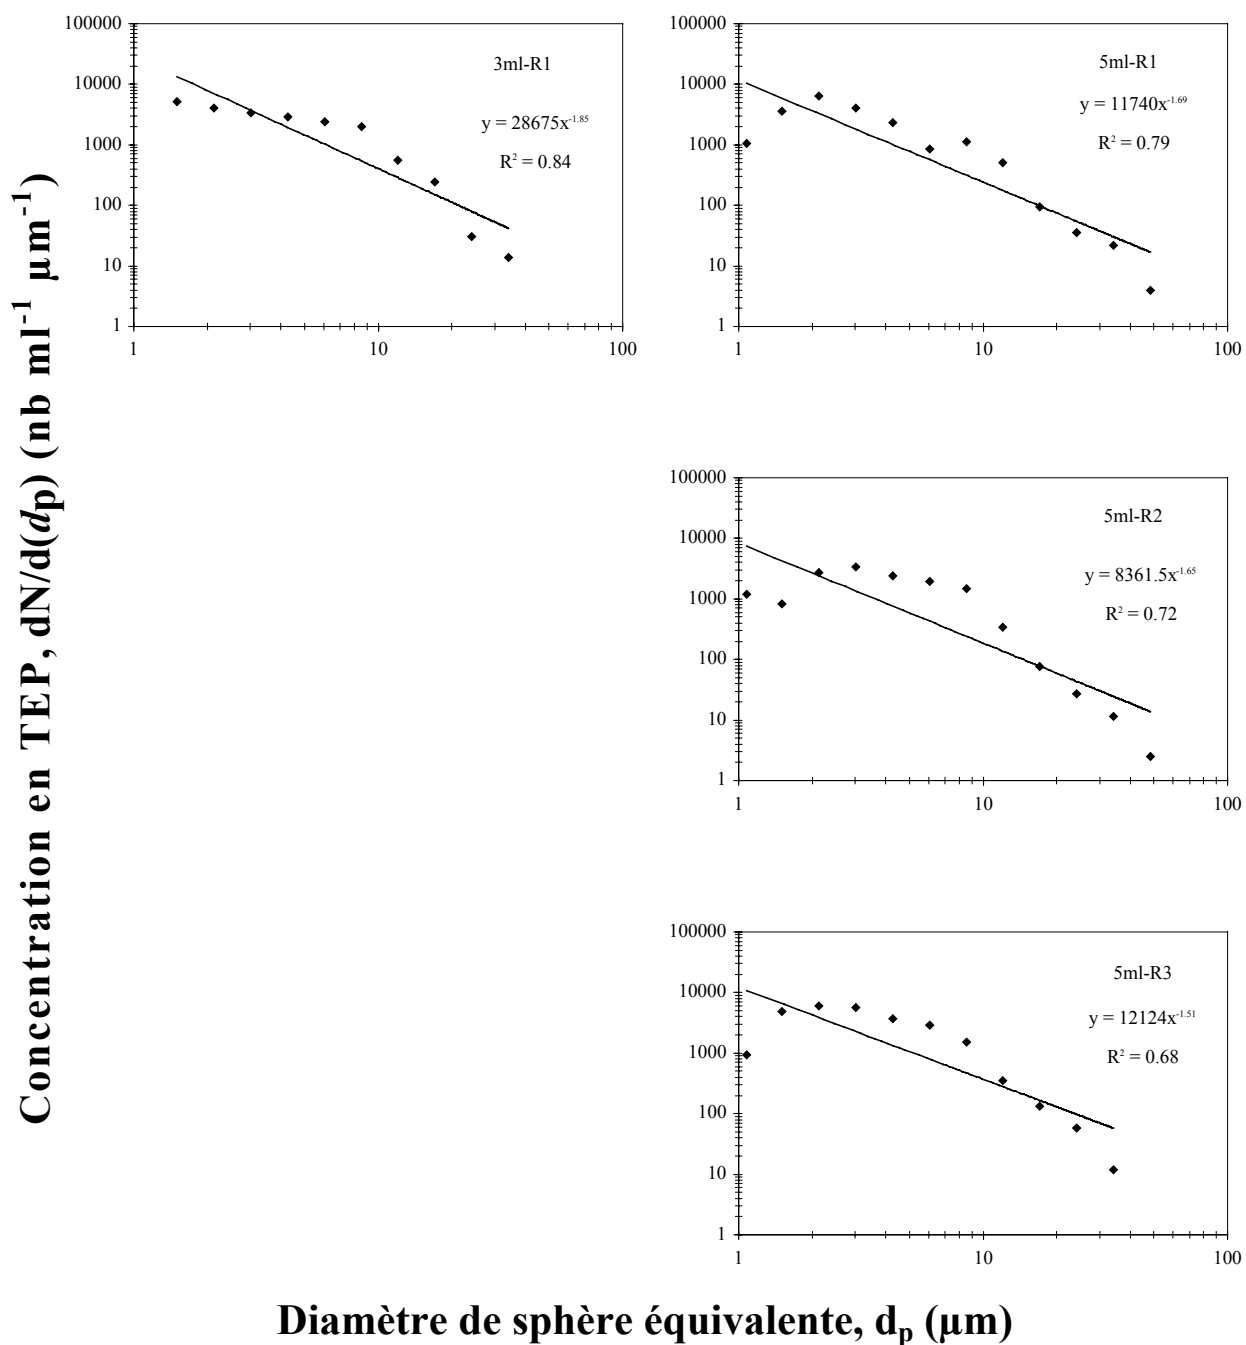 Concentration en TEP, dN/d(dp) (nb ml-1 µm-1)
100000
10000
1000
100
10
1
1
10
100
3ml-R1
y = 28675x-1.85
R2 = 0.84
100000
10000
1000
100
10
1
1
10
100
5ml-R1
y = 11740x-1.69
R2 = 0.79
100000
10000
1000
100
10
1
1
10
100
5ml-R2
y = 8361.5x-1.65
R2 = 0.72
100000
10000
1000
100
10
1
1
10
100
5ml-R3
y = 12124x-1.51
R2 = 0.68
Diamètre de sphère équivalente, dp (µm)